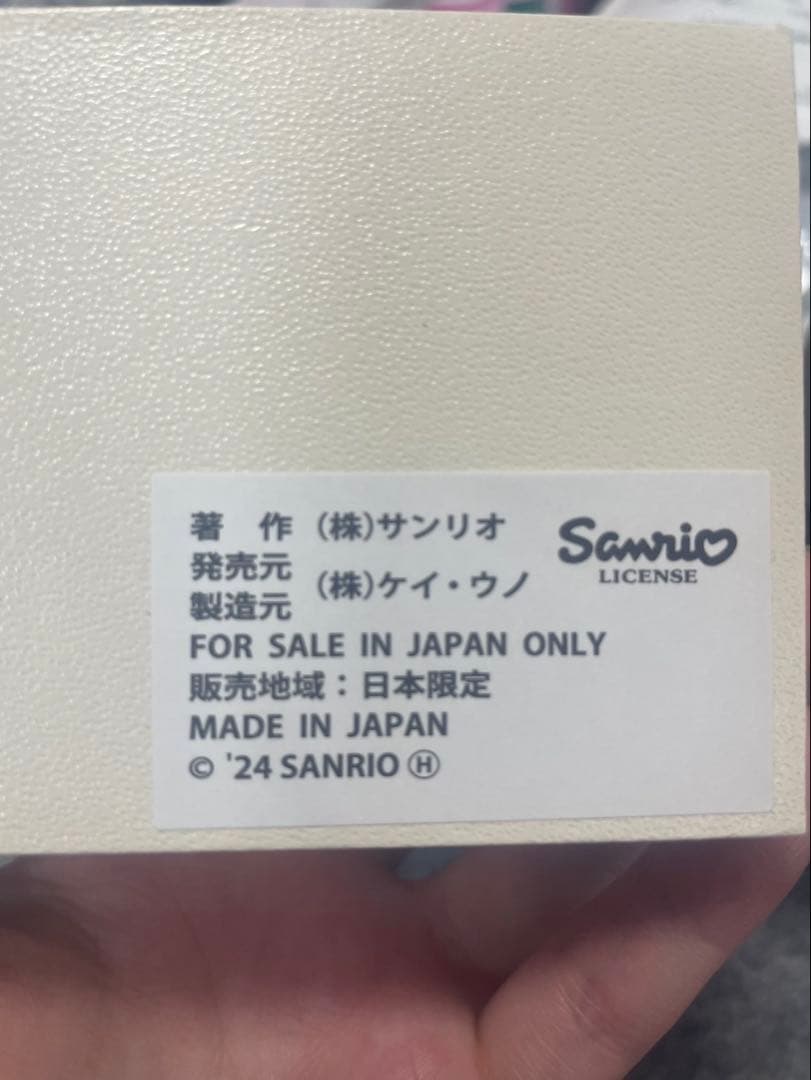 著　作 (株)サンリオ
発売元
製造元 (株)ケイ・ウノ
FOR SALE IN JAPAN ONLY
販売地域：日本限定
MADE IN JAPAN
© '24 SANRIO Ⓗ
Sanrio
LICENSE